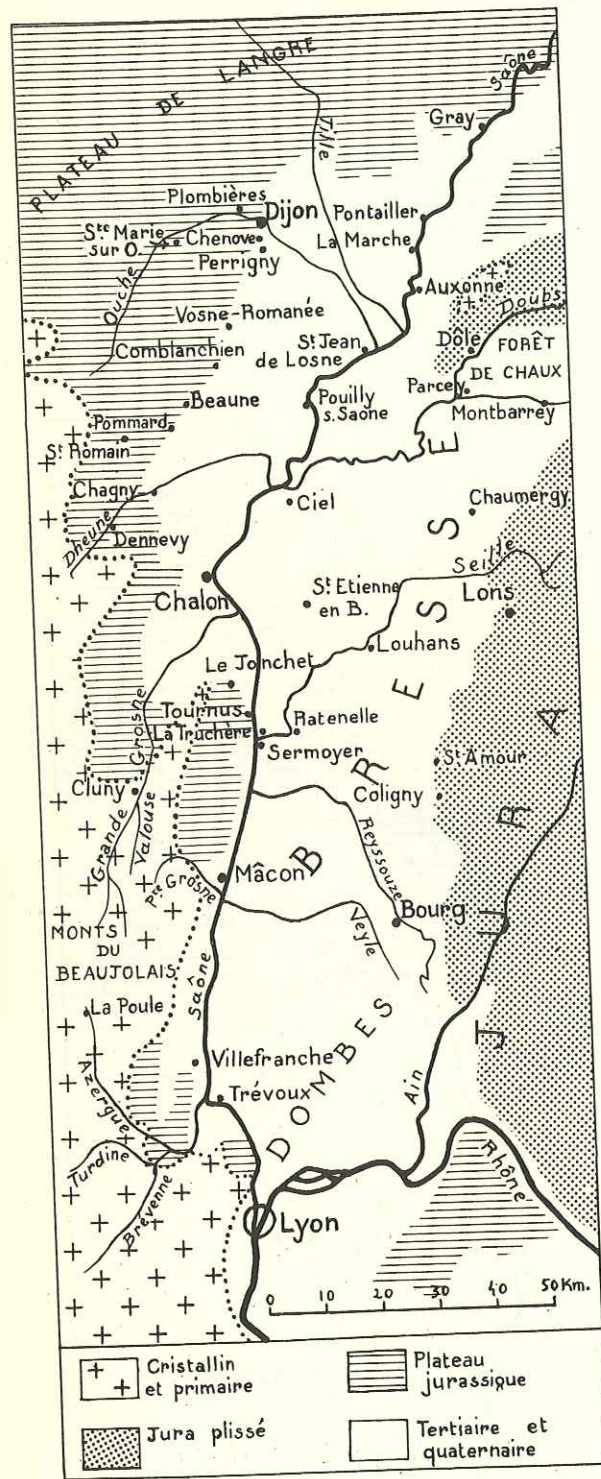 PLATEAU DE LANGRE
Saône
Gray
Tille
Plombières
Dijon
Pontailler
Ste Marie
sur O.
Chenove
La Marche
Perrigny
Ouche
Auxonne
Doubs
Vosne-Romanée
St Jean
de Losne
Dôle
FORÊT
DE CHAUX
Comblanchien
Parcey
Beaune
Pouilly
s. Saone
Montbarrey
Pommard
St Romain
Chagny
Ciel
Chaumergy
Dheune
Dennevy
Seille
Chalon
St Etienne
en B.
Lons
Louhans
Le Jonchet
Grosne
Tournus
La Truchère
Ratenelle
Sermoyer
St Amour
Cluny
Coligny
Grande
Valouse
Reyssouze
BRESSE
JURA
Pte Grosne
Mâcon
Bourg
Veyle
MONTS
DU
BEAUJOLAIS
Saône
La Poule
DOMBES
Ain
Villefranche
Azergue
Trévoux
Turdine
Brevenne
Rhône
Lyon
0 10 20 30 40 50 Km.
Cristallin
et primaire
Plateau
jurassique
Jura plissé
Tertiaire et
quaternaire